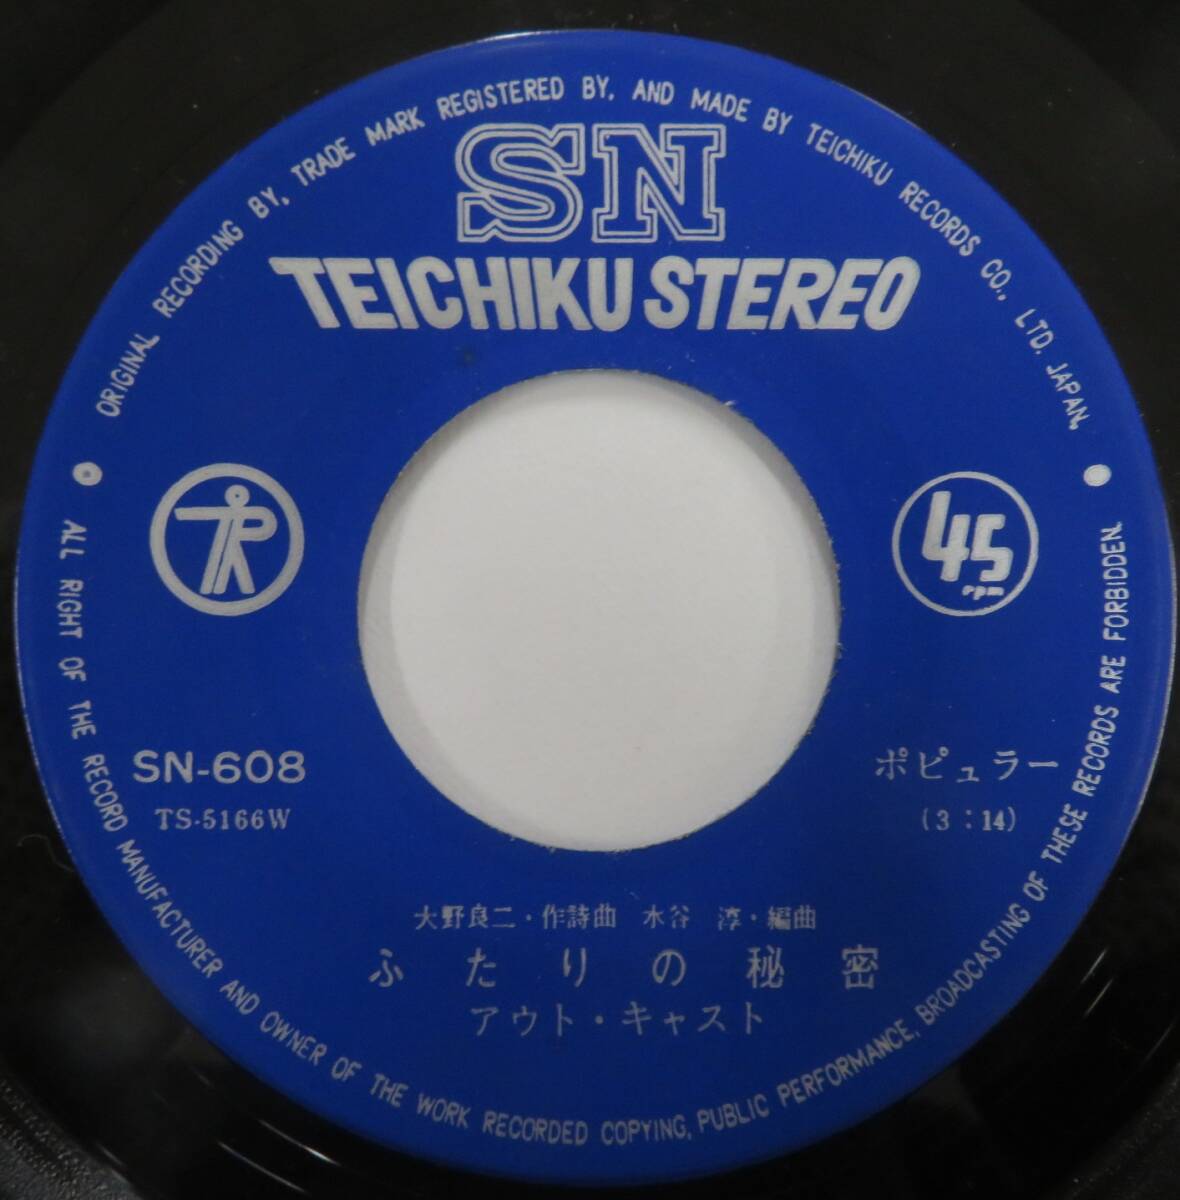 ORIGINAL RECORDING BY, TRADE MARK REGISTERED BY, AND MADE BY TEICHIKU RECORDS CO., LTD. JAPAN.
SN
TEICHIKU STEREO
45
rpm
SN-608
TS-5166W
ポピュラー
(3:14)
大野良二・作詩曲 水谷 淳・編曲
ふたりの秘密
アウト・キャスト
ALL RIGHT OF THE RECORD MANUFACTURER AND OWNER OF THE WORK RECORDED COPYING, PUBLIC PERFORMANCE, BROADCASTING OF THESE RECORDS ARE FORBIDDEN.